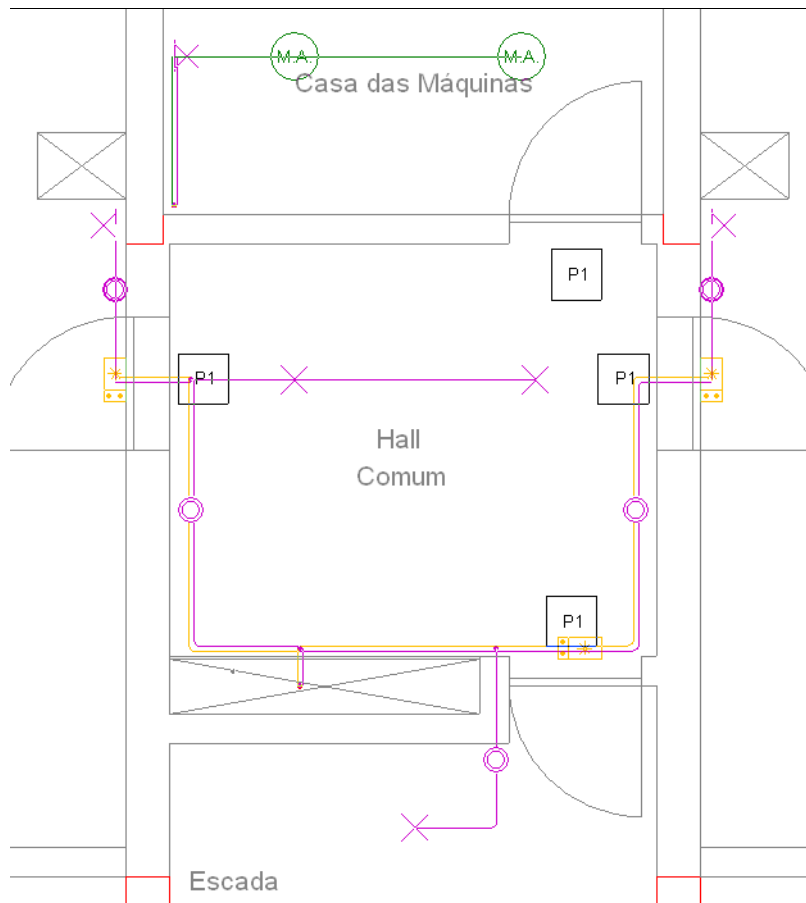 M.A.
M.A.
Casa das Máquinas
P1
P1
P1
Hall
Comum
P1
Escada